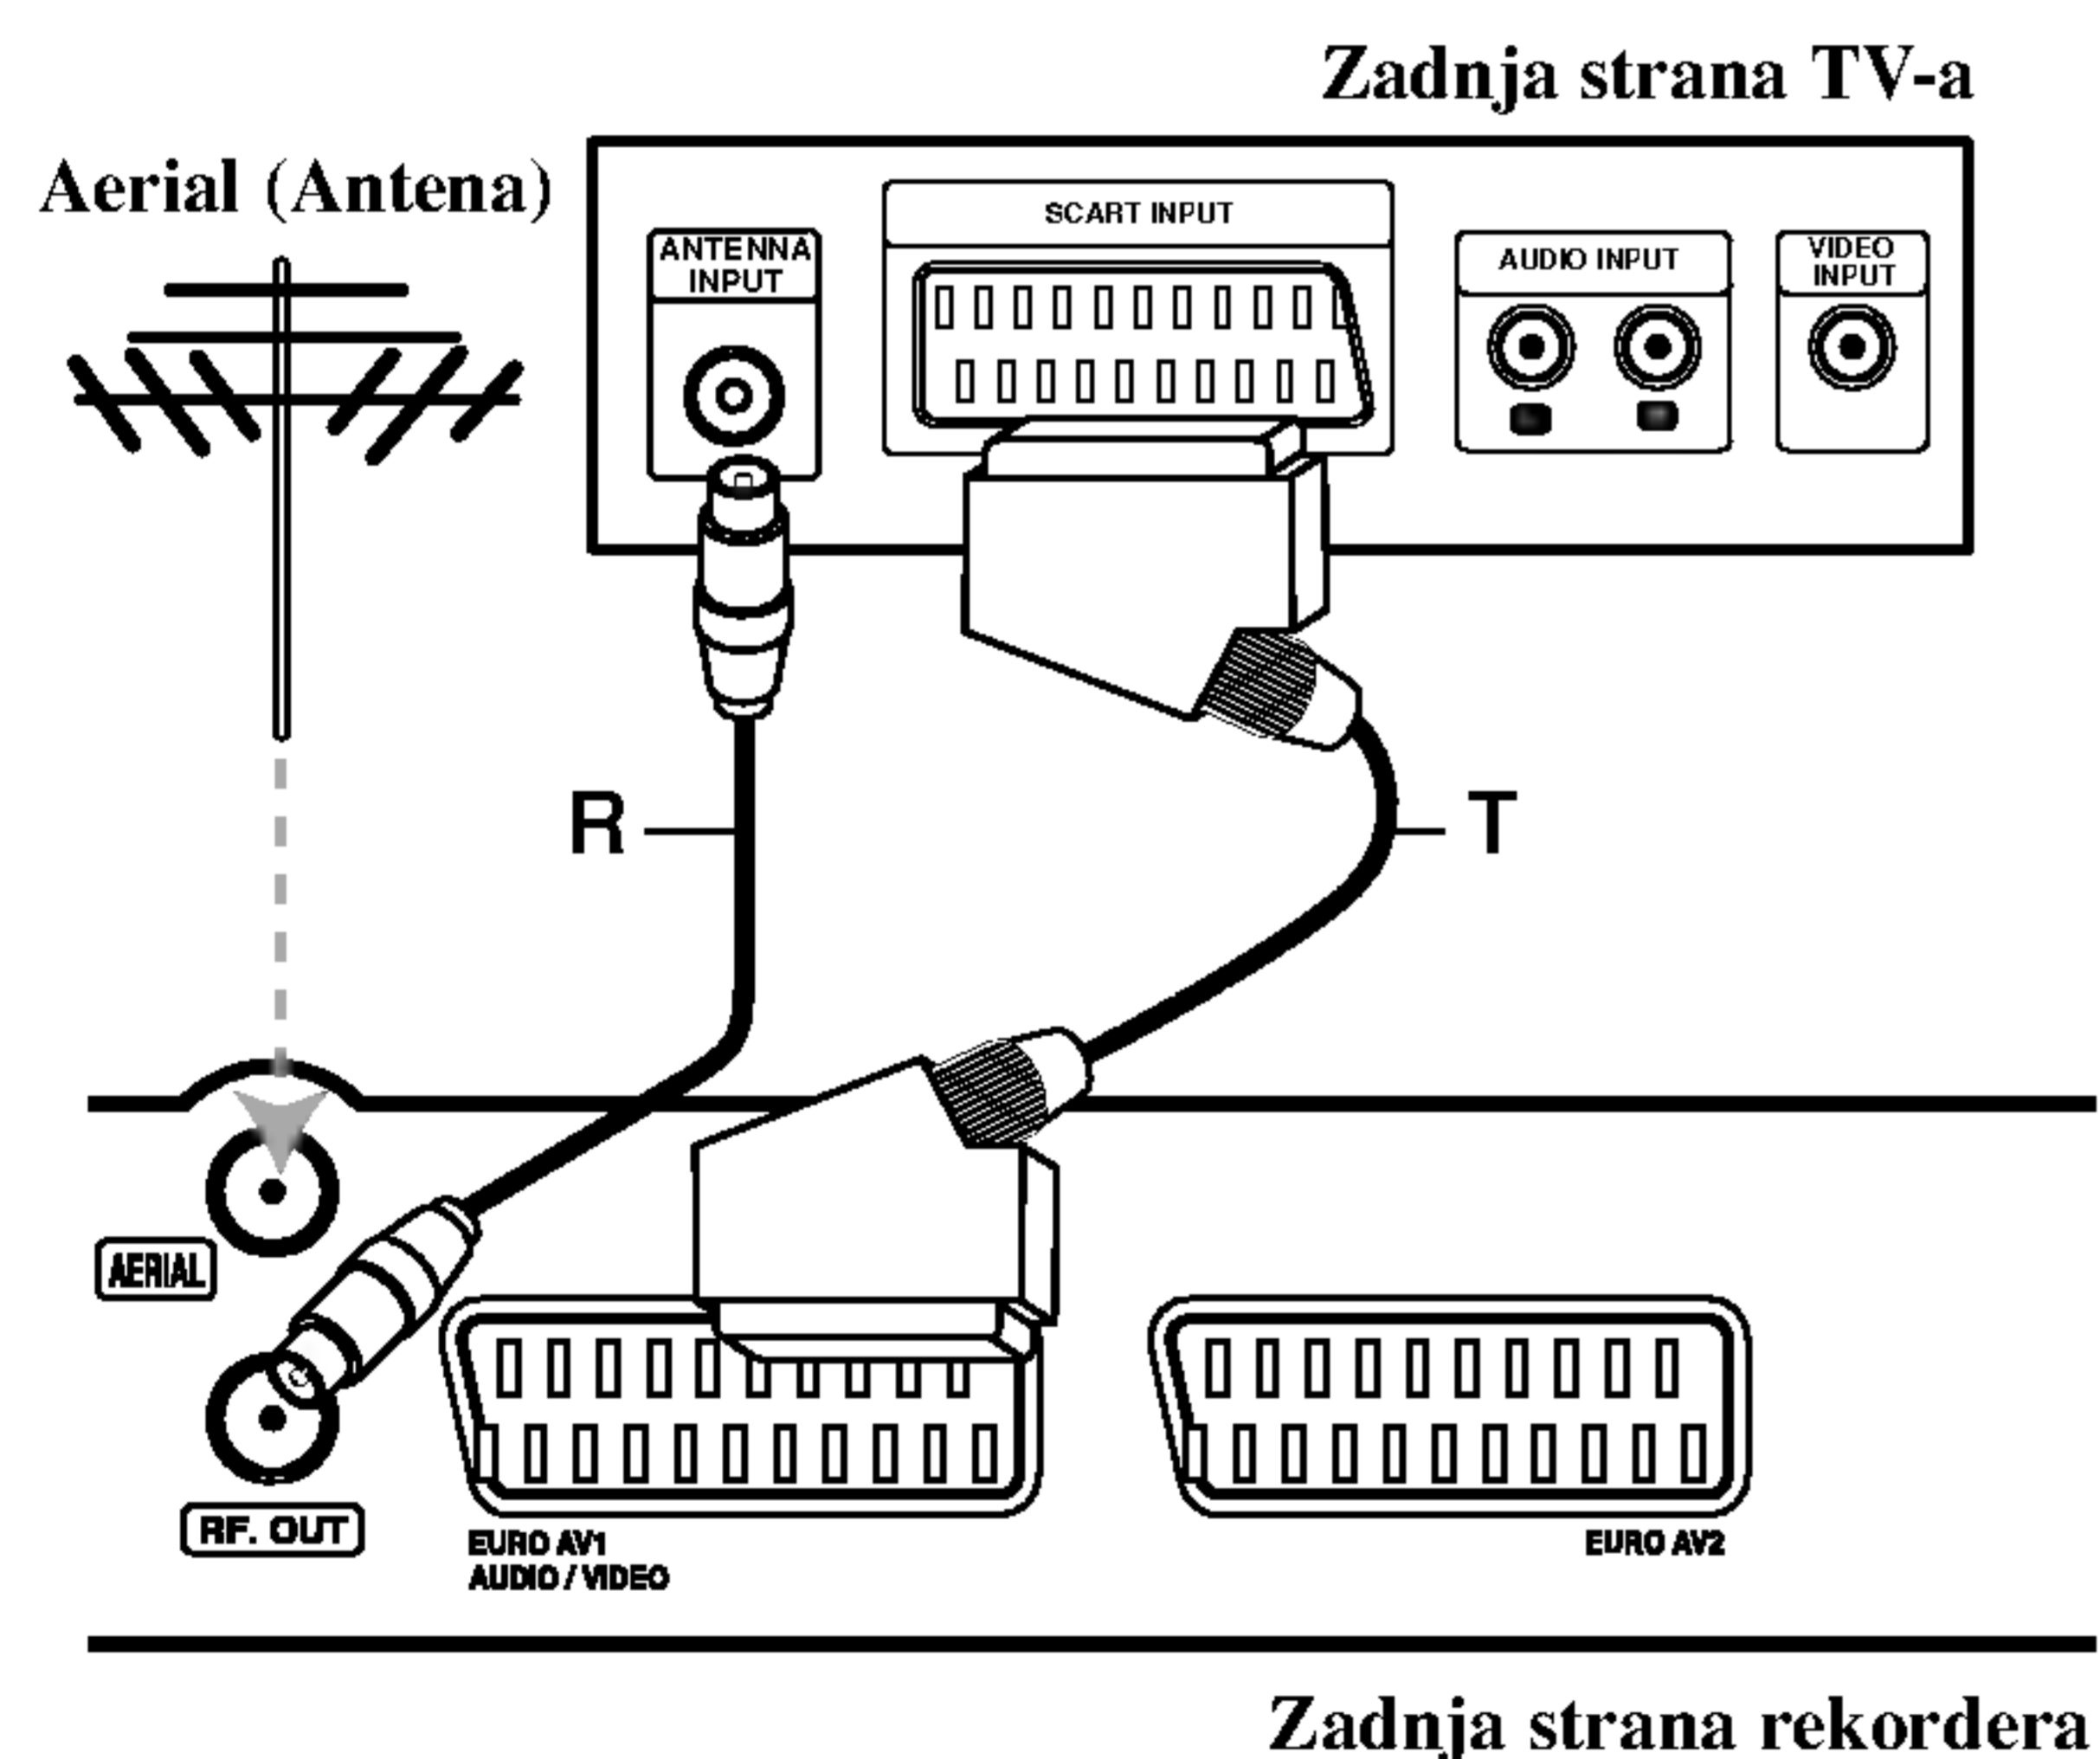 Zadnja strana TV-a
Aerial (Antena)
ANTENNA
INPUT
SCART INPUT
AUDIO INPUT
VIDEO
INPUT
R
T
AERIAL
RF. OUT
EURO AV1
AUDIO / VIDEO
EURO AV2
Zadnja strana rekordera